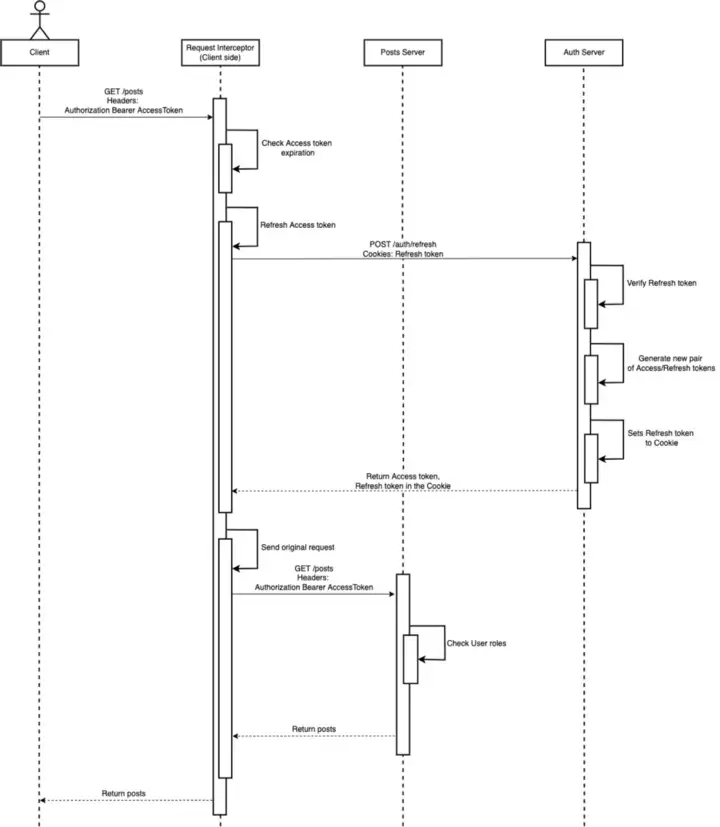 Client
Request Interceptor
(Client side)
Posts Server
Auth Server
GET /posts
Headers:
Authorization Bearer AccessToken
Check Access token
expiration
Refresh Access token
POST /auth/refresh
Cookies: Refresh token
Verify Refresh token
Generate new pair
of Access/Refresh tokens
Sets Refresh token
to Cookie
Return Access token,
Refresh token in the Cookie
Send original request
GET /posts
Headers:
Authorization Bearer AccessToken
Check User roles
Return posts
Return posts